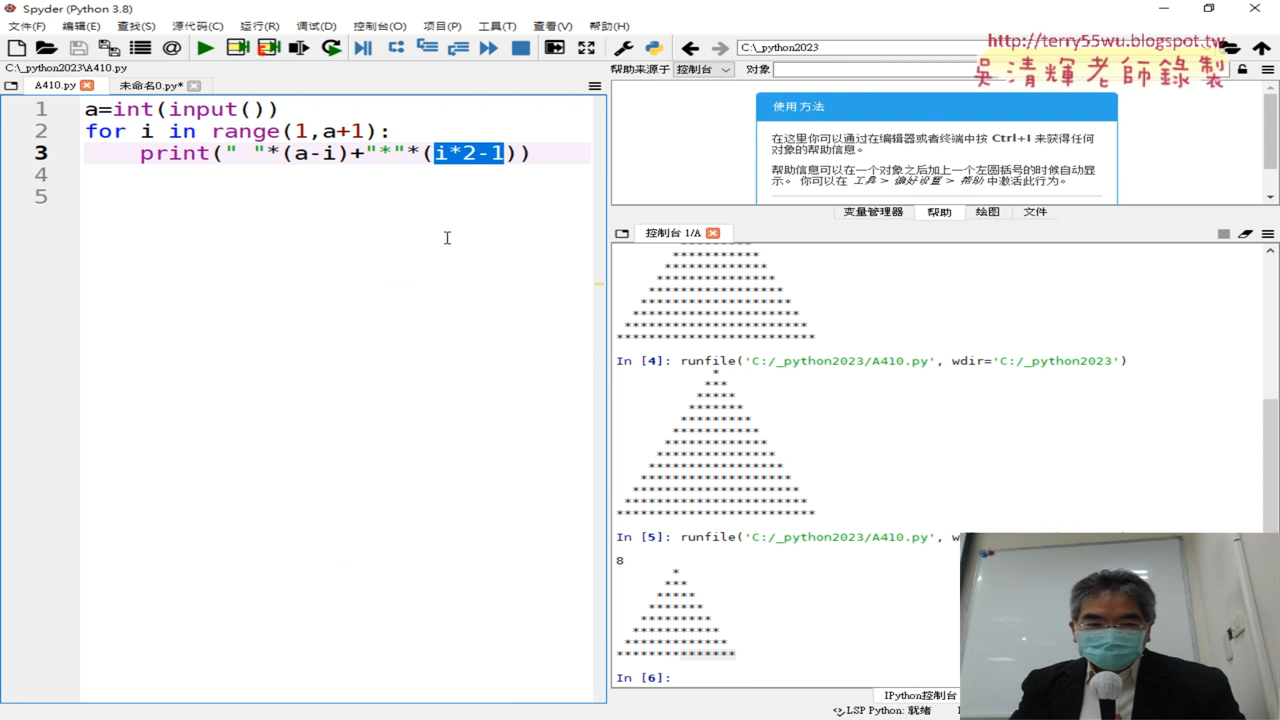 Spyder (Python 3.8)
文件(F) 编辑(E) 查找(S) 源代码(C) 运行(R) 调试(D) 控制台(O) 项目(P) 工具(T) 查看(V) 帮助(H)
C:\_python2023
http://terry55wu.blogspot.tw
吳清輝老師錄製
C:\_python2023\A410.py
帮助来源于 控制台 对象
A410.py 未命名0.py*
1 a=int(input())
2 for i in range(1,a+1):
3 print(" "*(a-i)+"*"*(i*2-1))
4
5
使用方法
在这里你可以通过在编辑器或者终端中按 Ctrl+I 来获得任何
对象的帮助信息。
帮助信息可以在一个对象之后加上一个左圆括号的时候自动显
示。 你可以在 工具 > 偏好设置 > 帮助 中激活此行为。
变量管理器 帮助 绘图 文件
控制台 1/A
***********
*************
***************
*****************
*******************
*********************
***********************
*************************
In [4]: runfile('C:/_python2023/A410.py', wdir='C:/_python2023')
*
***
*****
*******
*********
***********
*************
***************
*****************
*******************
*********************
***********************
*************************
In [5]: runfile('C:/_python2023/A410.py', w
8
*
***
*****
*******
*********
***********
*************
***************
In [6]:
IPython控制台
LSP Python: 就绪